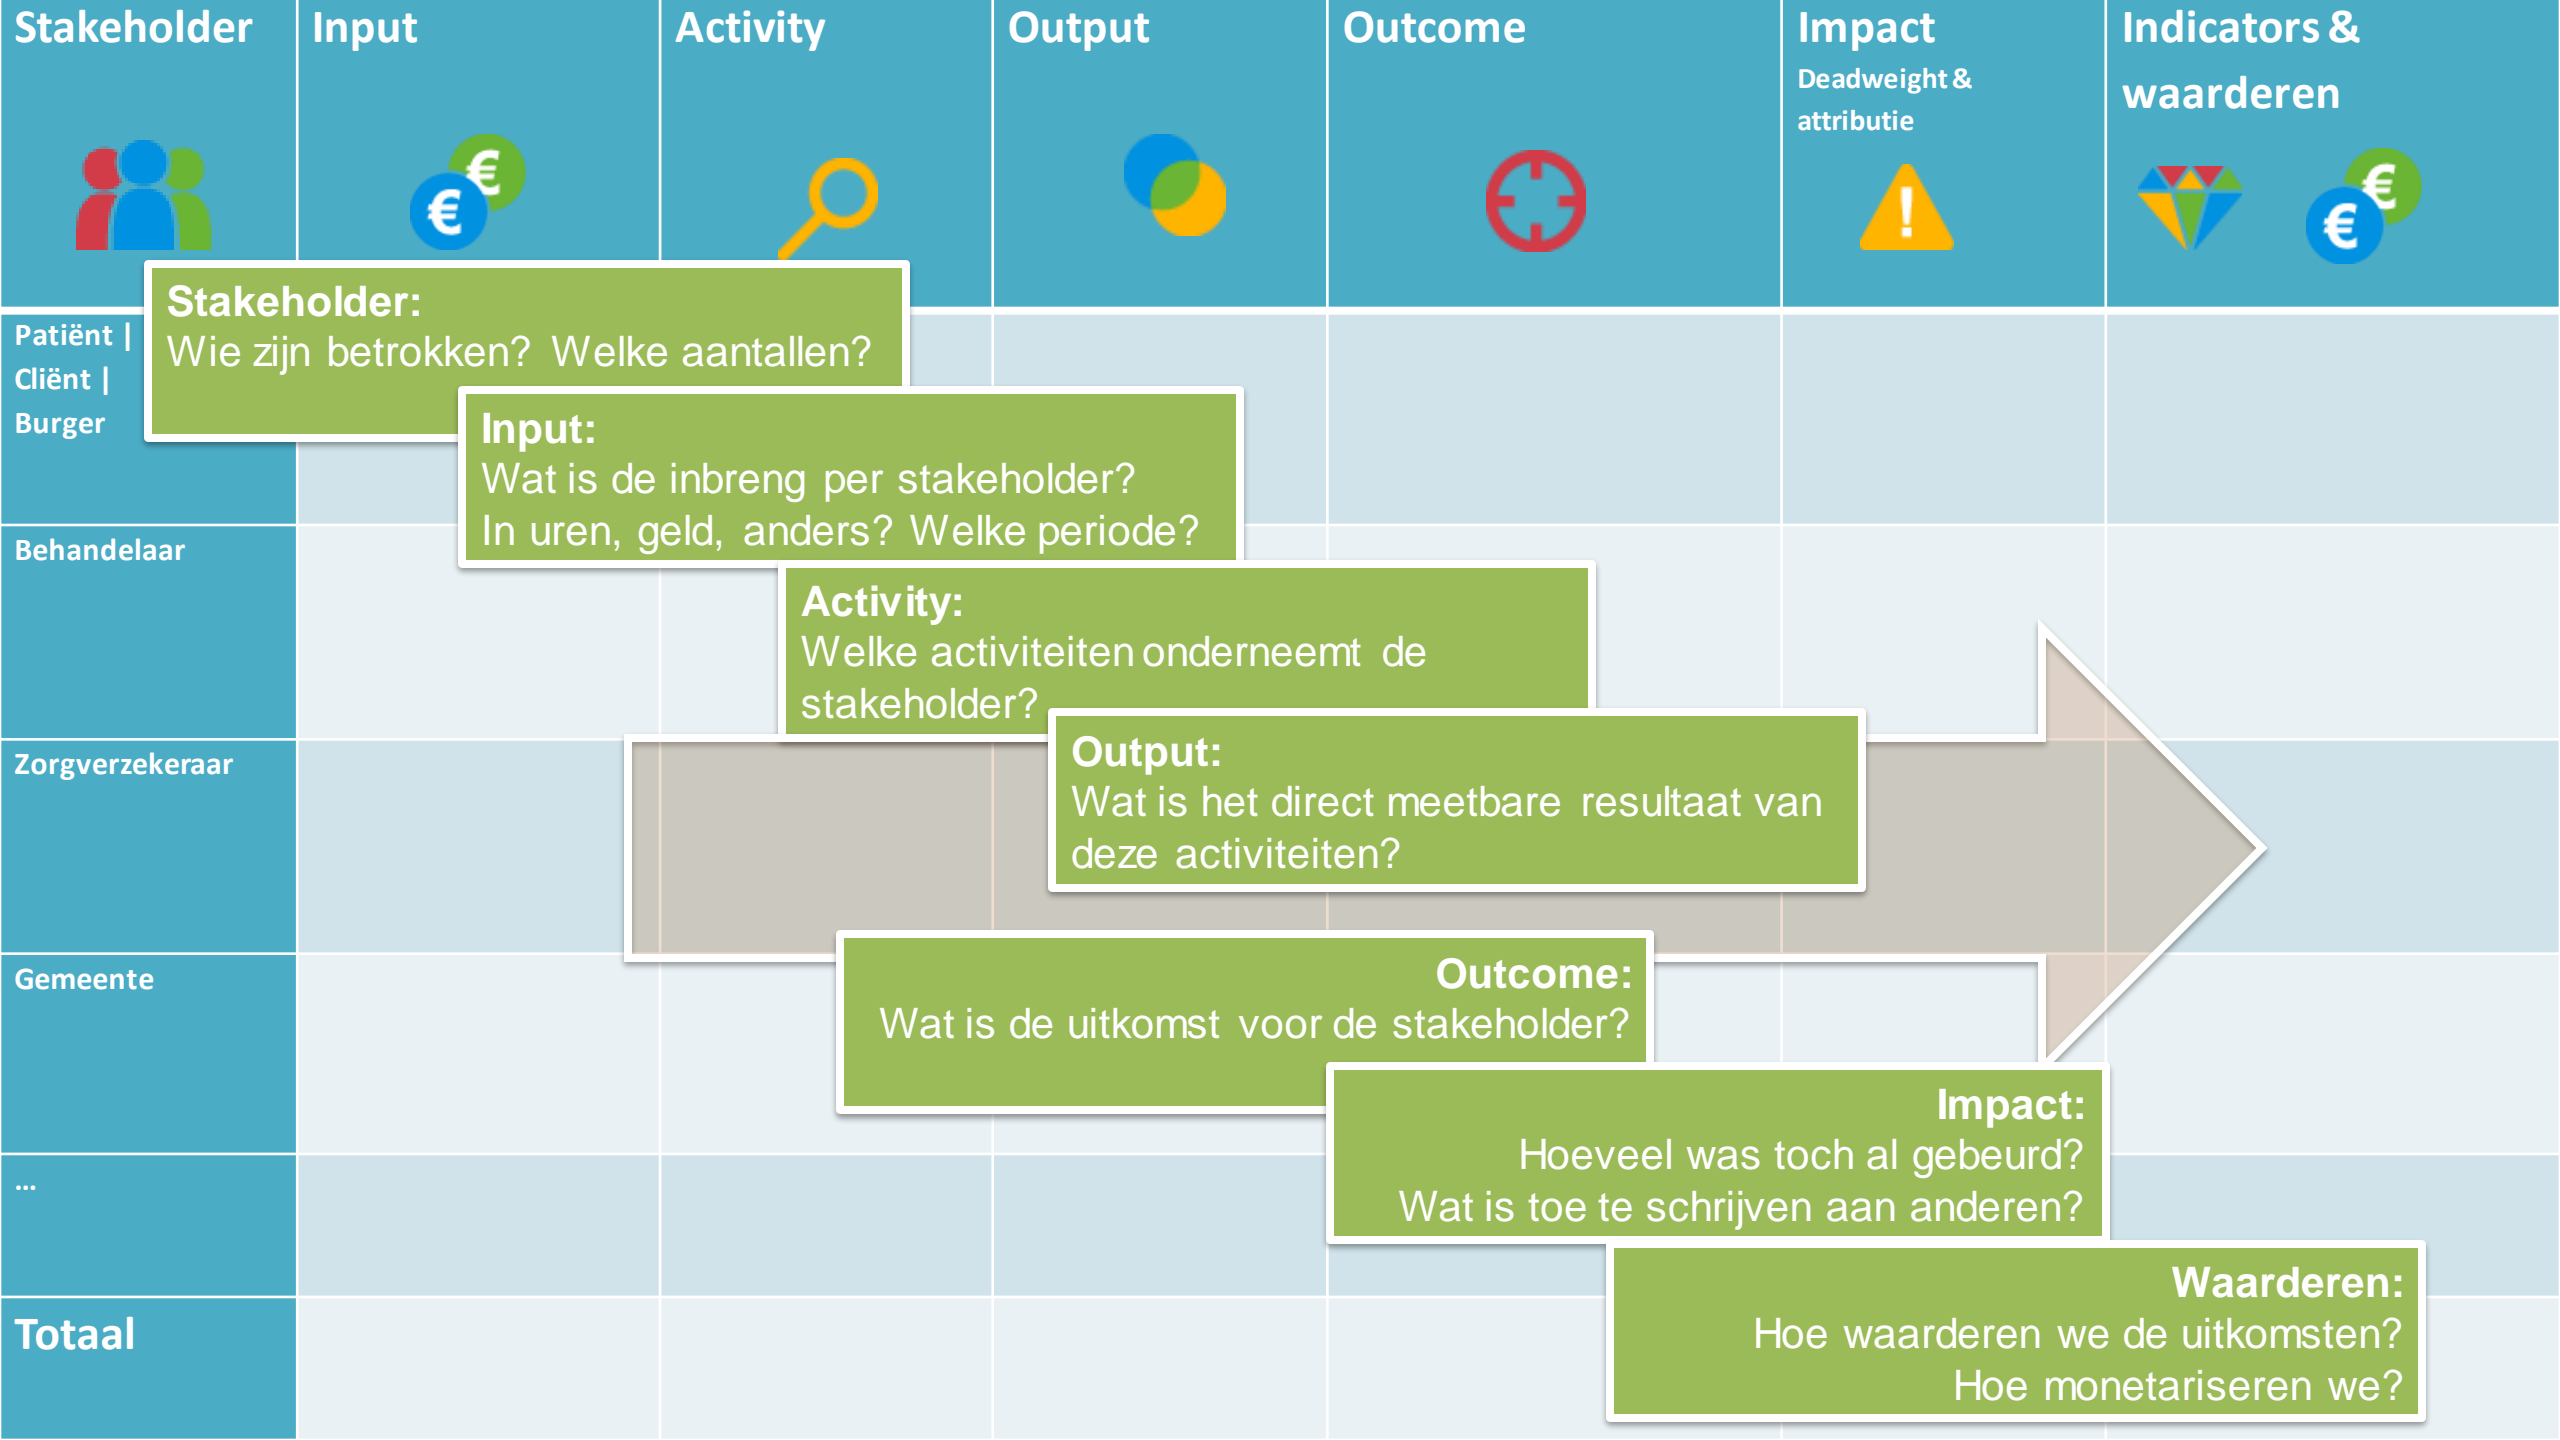 Stakeholder
Input
Activity
Output
Outcome
Impact
Deadweight &
attributie
Indicators &
waarderen
€
€
!
€
€
Patiënt |
Cliënt |
Burger
Stakeholder:
Wie zijn betrokken? Welke aantallen?
Input:
Wat is de inbreng per stakeholder?
In uren, geld, anders? Welke periode?
Behandelaar
Activity:
Welke activiteiten onderneemt de
stakeholder?
Zorgverzekeraar
Output:
Wat is het direct meetbare resultaat van
deze activiteiten?
Gemeente
Outcome:
Wat is de uitkomst voor de stakeholder?
Impact:
Hoeveel was toch al gebeurd?
Wat is toe te schrijven aan anderen?
...
Totaal
Waarderen:
Hoe waarderen we de uitkomsten?
Hoe monetariseren we?